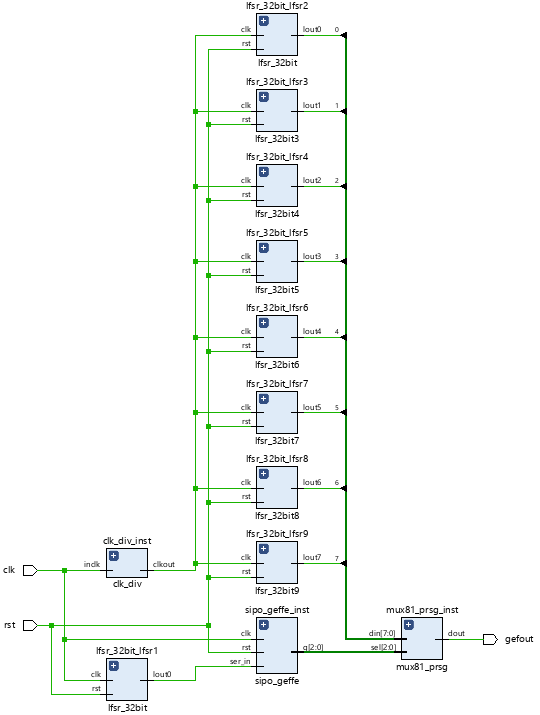 lfsr_32bit_lfsr2
clk lout0 0
rst
lfsr_32bit
lfsr_32bit_lfsr3
clk lout1 1
rst
lfsr_32bit3
lfsr_32bit_lfsr4
clk lout2 2
rst
lfsr_32bit4
lfsr_32bit_lfsr5
clk lout3 3
rst
lfsr_32bit5
lfsr_32bit_lfsr6
clk lout4 4
rst
lfsr_32bit6
lfsr_32bit_lfsr7
clk lout5 5
rst
lfsr_32bit7
lfsr_32bit_lfsr8
clk lout6 6
rst
lfsr_32bit8
lfsr_32bit_lfsr9
clk lout7 7
rst
lfsr_32bit9
clk_div_inst
clk inclk clkout
clk_div
sipo_geffe_inst
clk
rst q[2:0]
ser_in
sipo_geffe
mux81_prsg_inst
din[7:0] dout gefout
sel[2:0]
mux81_prsg
rst
lfsr_32bit_lfsr1
clk lout0
rst
lfsr_32bit